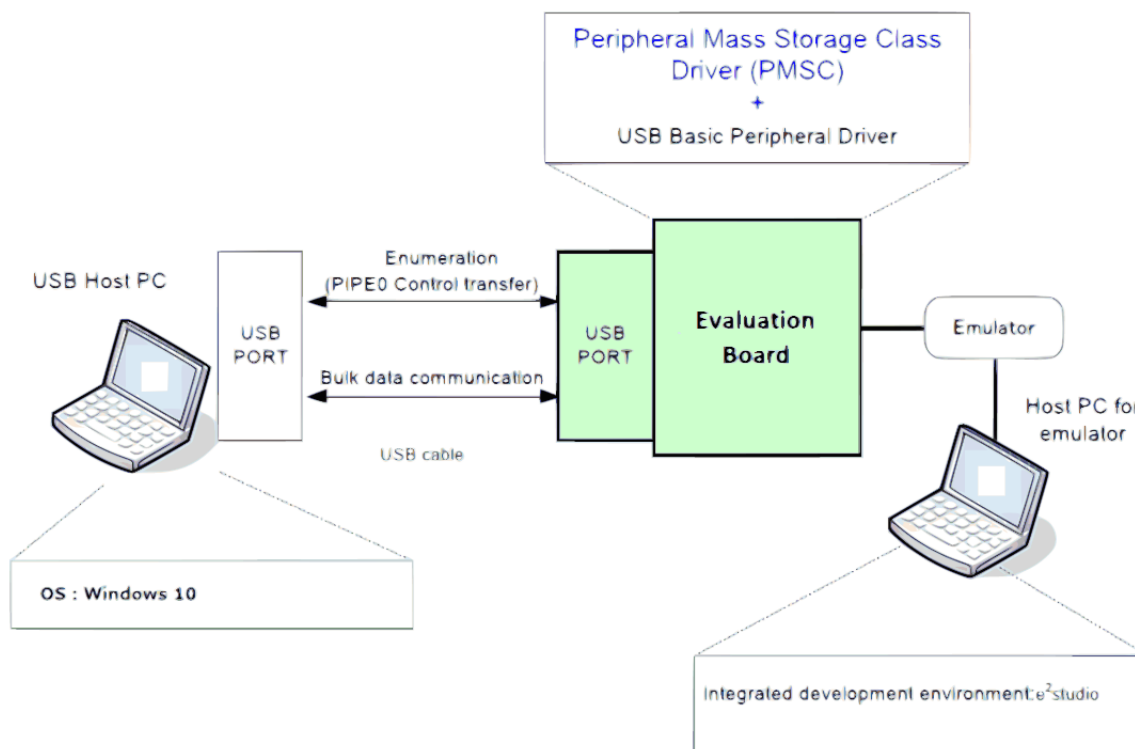 Peripheral Mass Storage Class
Driver (PMSC)
+
USB Basic Peripheral Driver
USB Host PC
USB
PORT
Enumeration
(PIPE0 Control transfer)
Bulk data communication
USB cable
USB
PORT
Evaluation
Board
Emulator
Host PC for
emulator
OS : Windows 10
Integrated development environment:e²studio